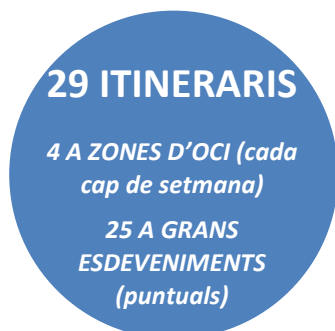 29 ITINERARIS
4 A ZONES D’OCI (cada
cap de setmana)
25 A GRANS
ESDEVENIMENTS
(puntuals)